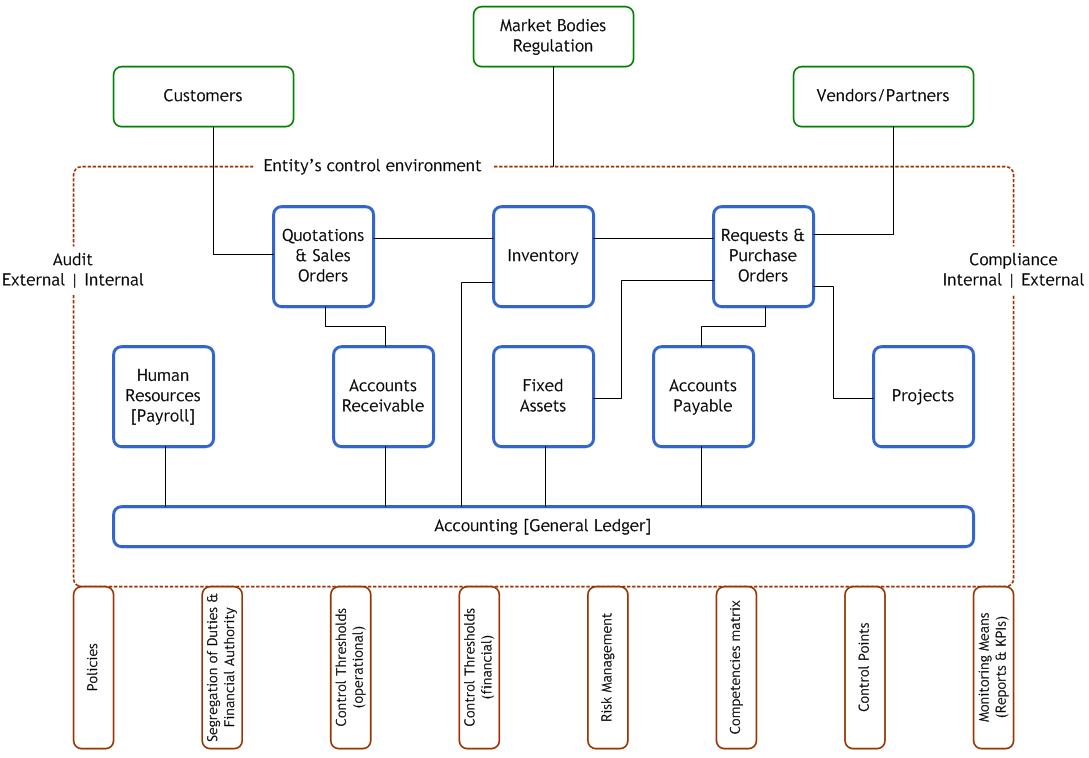 Market Bodies
Regulation
Customers
Vendors/Partners
Entity’s control environment
Audit
External | Internal
Quotations
& Sales
Orders
Inventory
Requests &
Purchase
Orders
Compliance
Internal | External
Human
Resources
[Payroll]
Accounts
Receivable
Fixed
Assets
Accounts
Payable
Projects
Accounting [General Ledger]
Policies
Segregation of Duties &
Financial Authority
Control Thresholds
(operational)
Control Thresholds
(financial)
Risk Management
Competencies matrix
Control Points
Monitoring Means
(Reports & KPIs)